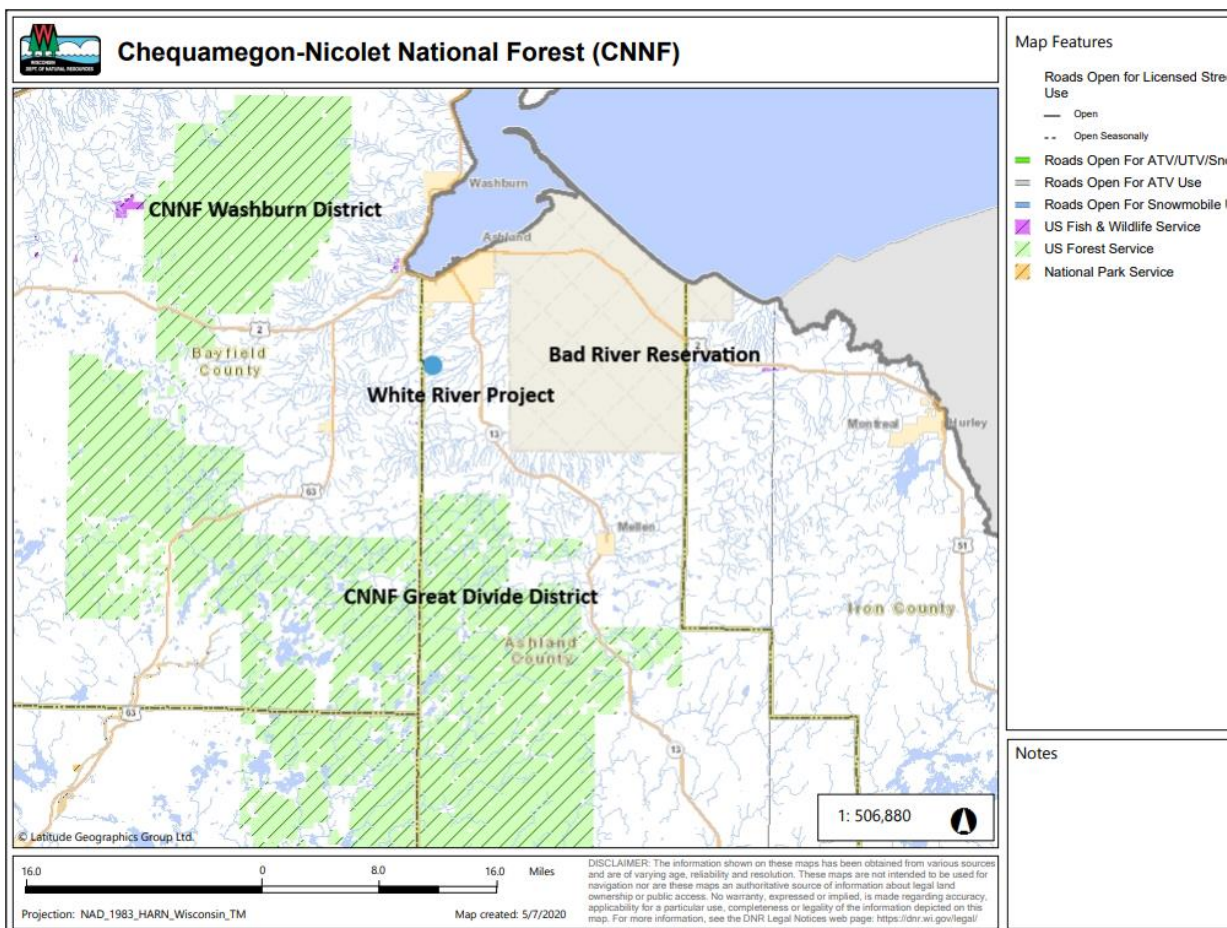 WISCONSIN
DEPT. OF NATURAL RESOURCES
Chequamegon-Nicolet National Forest (CNNF)
Washburn
CNNF Washburn District
Ashland
2
Bayfield
County
Bad River Reservation
2
White River Project
13
Montreal
Hurley
63
Mellen
51
CNNF Great Divide District
Iron County
Ashland
County
63
13
1: 506,880
© Latitude Geographics Group Ltd.
16.0 0 8.0 16.0 Miles
Projection: NAD_1983_HARN_Wisconsin_TM
Map created: 5/7/2020
DISCLAIMER: The information shown on these maps has been obtained from various sources
and are of varying age, reliability and resolution. These maps are not intended to be used for
navigation nor are these maps an authoritative source of information about legal land
ownership or public access. No warranty, expressed or implied, is made regarding accuracy,
applicability for a particular use, completeness or legality of the information depicted on this
map. For more information, see the DNR Legal Notices web page: https://dnr.wi.gov/legal/
Map Features
Roads Open for Licensed Stre
Use
Open
Open Seasonally
Roads Open For ATV/UTV/Sno
Roads Open For ATV Use
Roads Open For Snowmobile U
US Fish & Wildlife Service
US Forest Service
National Park Service
Notes